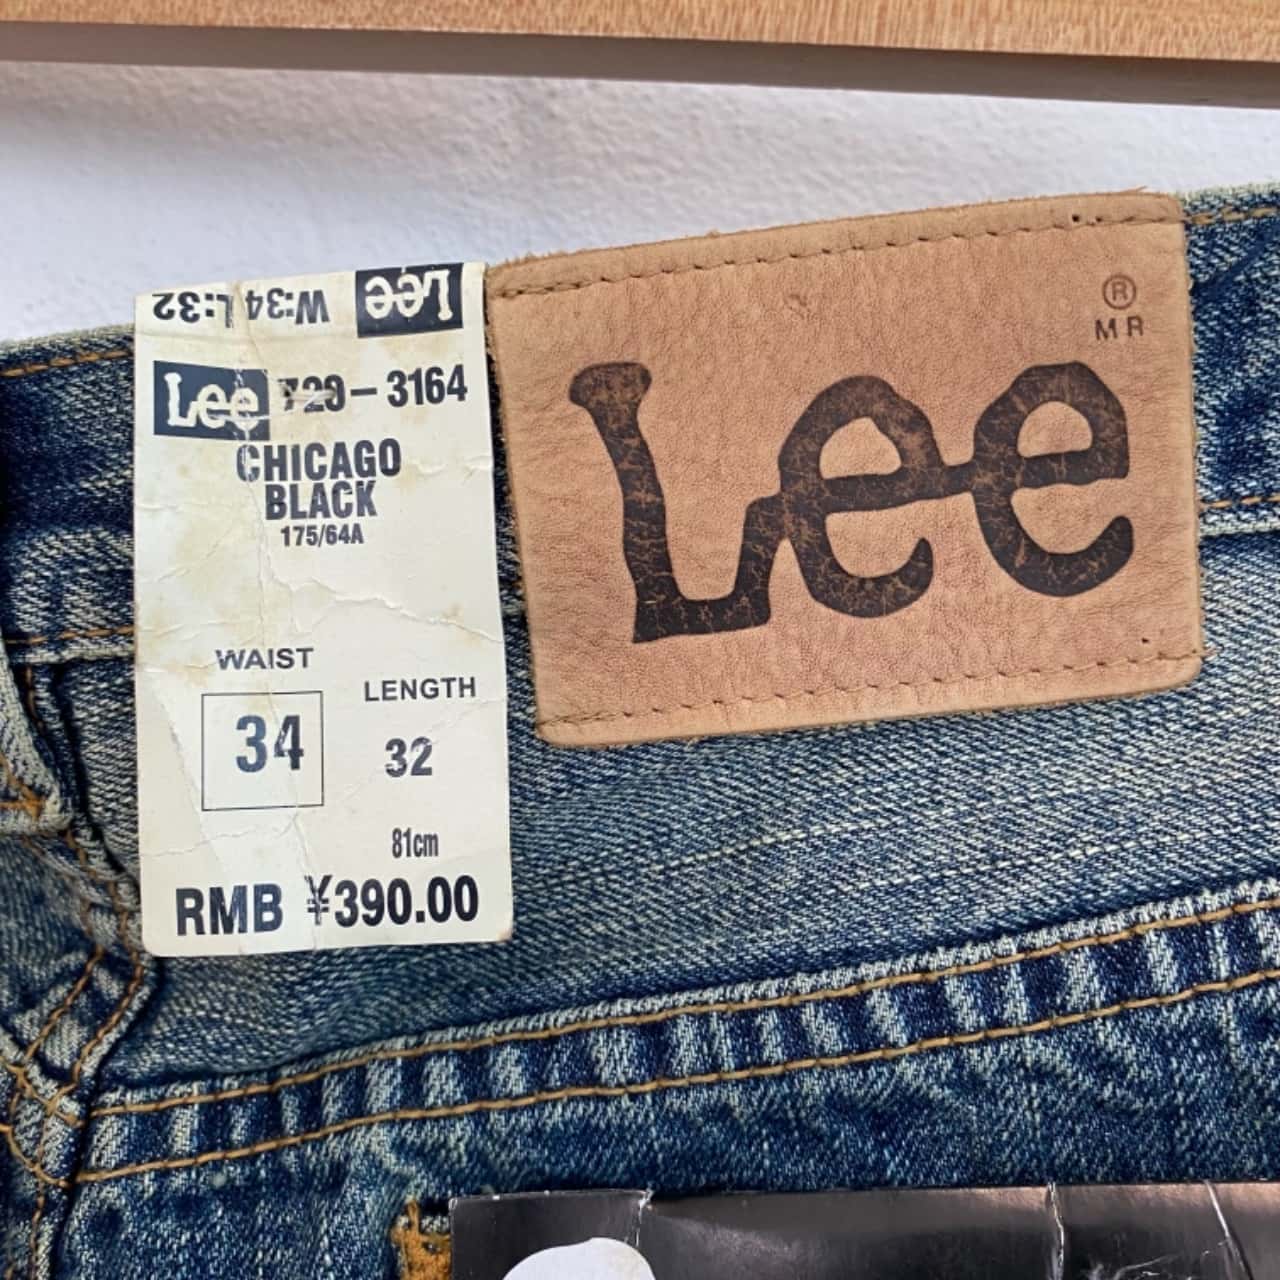 Lee W:34 L:32
Lee 729-3164
CHICAGO
BLACK
175/64A
WAIST
LENGTH
34
32
81cm
RMB ¥390.00
®
MR
Lee